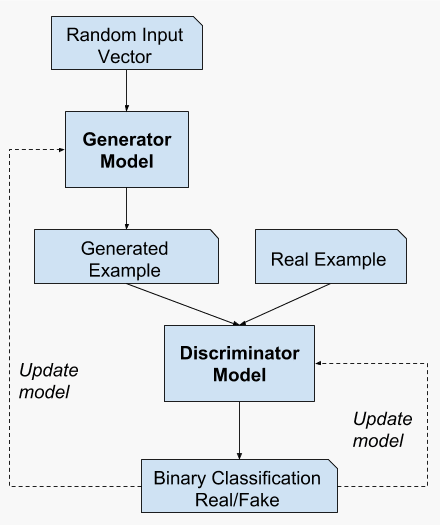 Random Input
Vector
Generator
Model
Generated
Example
Real Example
Discriminator
Model
Update
model
Update
model
Binary Classification
Real/Fake